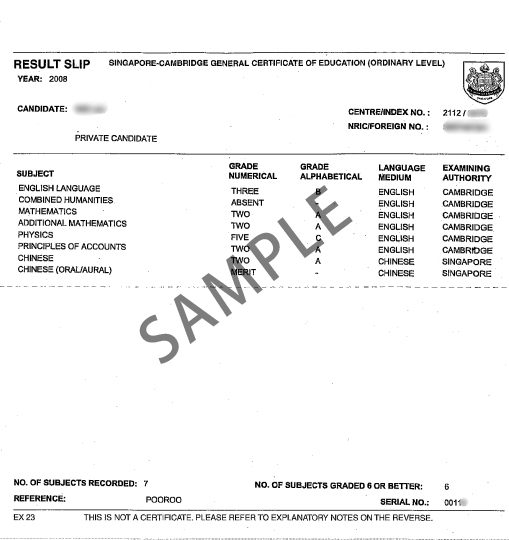 RESULT SLIP SINGAPORE-CAMBRIDGE GENERAL CERTIFICATE OF EDUCATION (ORDINARY LEVEL)
YEAR: 2008
CANDIDATE:
CENTRE/INDEX NO. : 2112 /
NRIC/FOREIGN NO. :
PRIVATE CANDIDATE
SUBJECT GRADE NUMERICAL GRADE ALPHABETICAL LANGUAGE MEDIUM EXAMINING AUTHORITY
ENGLISH LANGUAGE THREE B ENGLISH CAMBRIDGE
COMBINED HUMANITIES ABSENT - ENGLISH CAMBRIDGE
MATHEMATICS TWO A ENGLISH CAMBRIDGE
ADDITIONAL MATHEMATICS TWO A ENGLISH CAMBRIDGE
PHYSICS FIVE C ENGLISH CAMBRIDGE
PRINCIPLES OF ACCOUNTS TWO A ENGLISH CAMBRIDGE
CHINESE TWO A CHINESE SINGAPORE
CHINESE (ORAL/AURAL) MERIT - CHINESE SINGAPORE
SAMPLE
NO. OF SUBJECTS RECORDED: 7 NO. OF SUBJECTS GRADED 6 OR BETTER: 6
REFERENCE: POOROO SERIAL NO.: 001
EX 23 THIS IS NOT A CERTIFICATE. PLEASE REFER TO EXPLANATORY NOTES ON THE REVERSE.